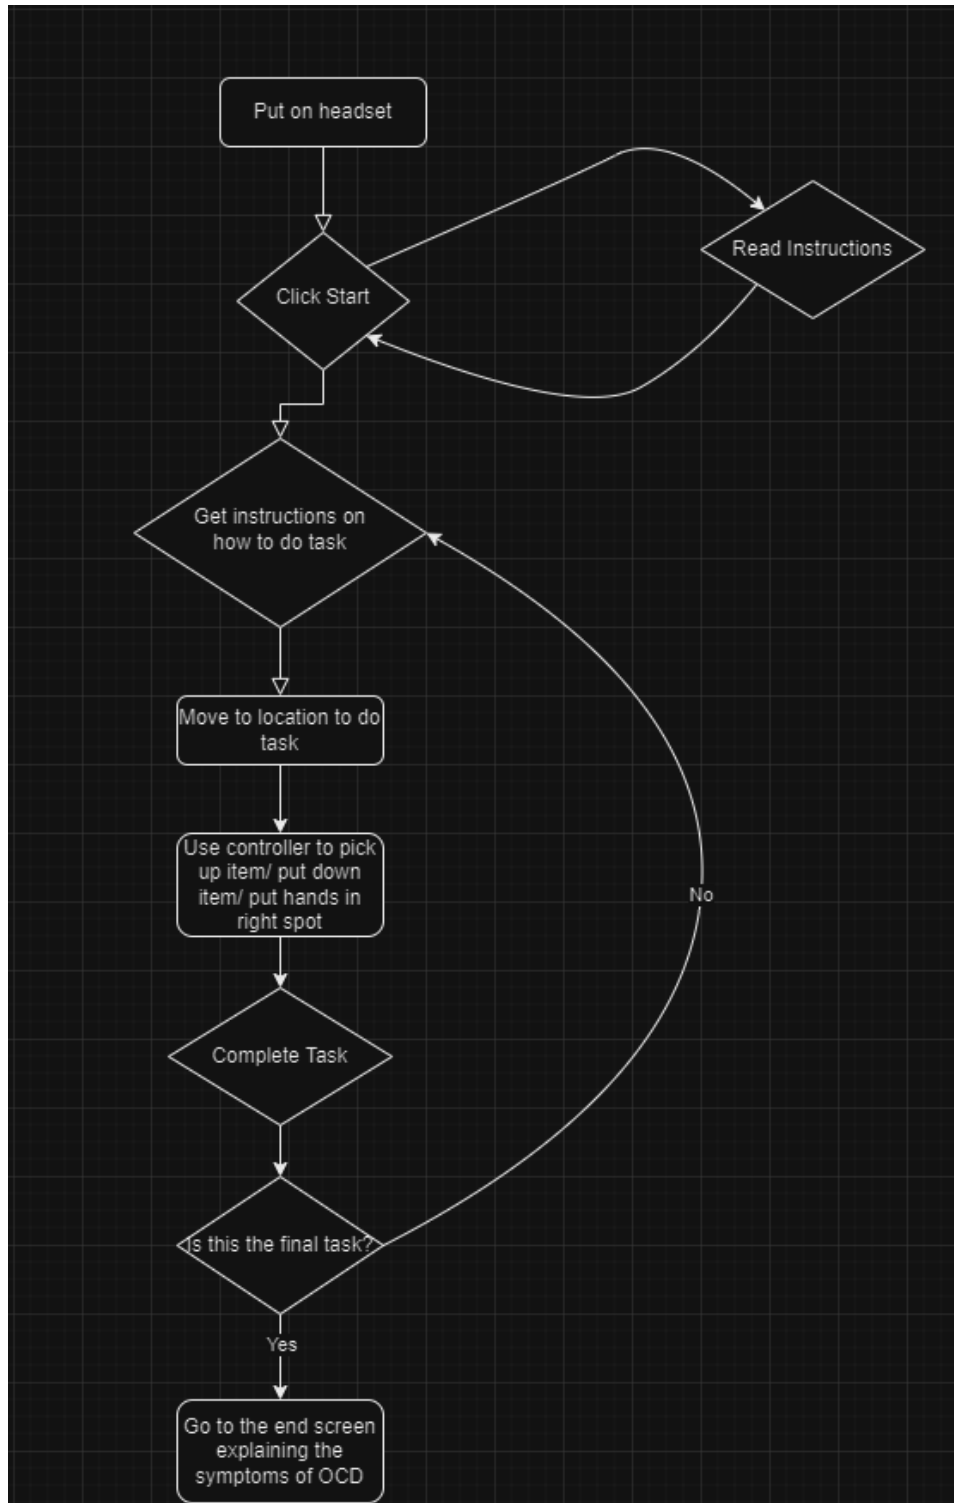 Put on headset
Read Instructions
Click Start
Get instructions on
how to do task
Move to location to do
task
Use controller to pick
up item/ put down
item/ put hands in
right spot
No
Complete Task
Is this the final task?
Yes
Go to the end screen
explaining the
symptoms of OCD